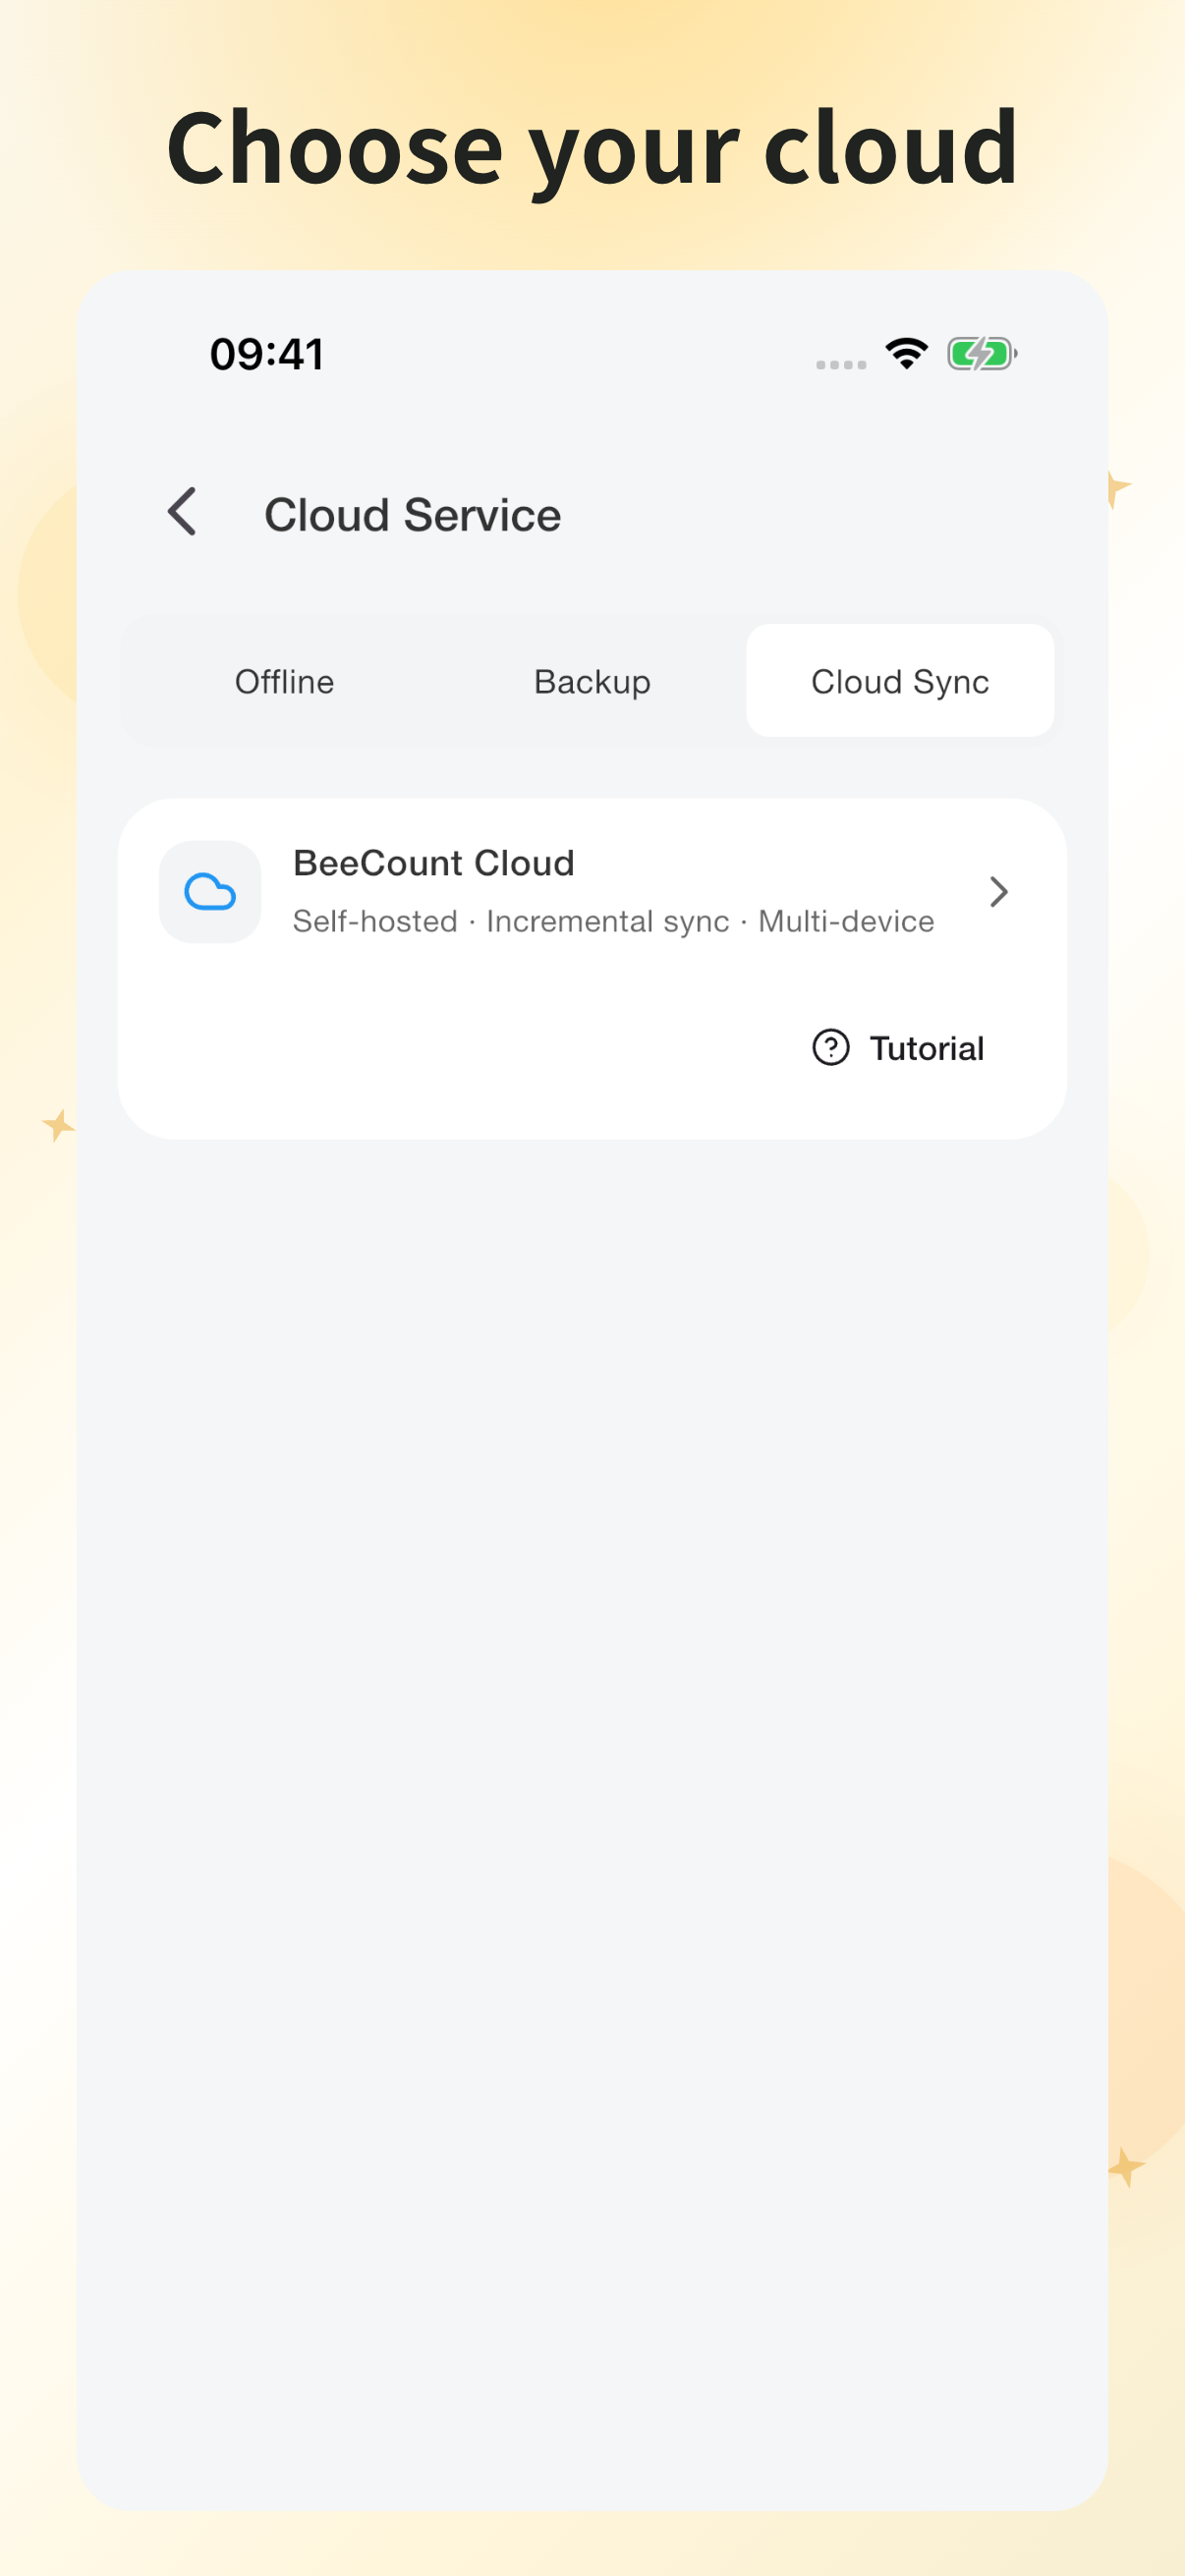 Choose your cloud
09:41
Cloud Service
Offline Backup Cloud Sync
BeeCount Cloud
Self-hosted · Incremental sync · Multi-device
Tutorial